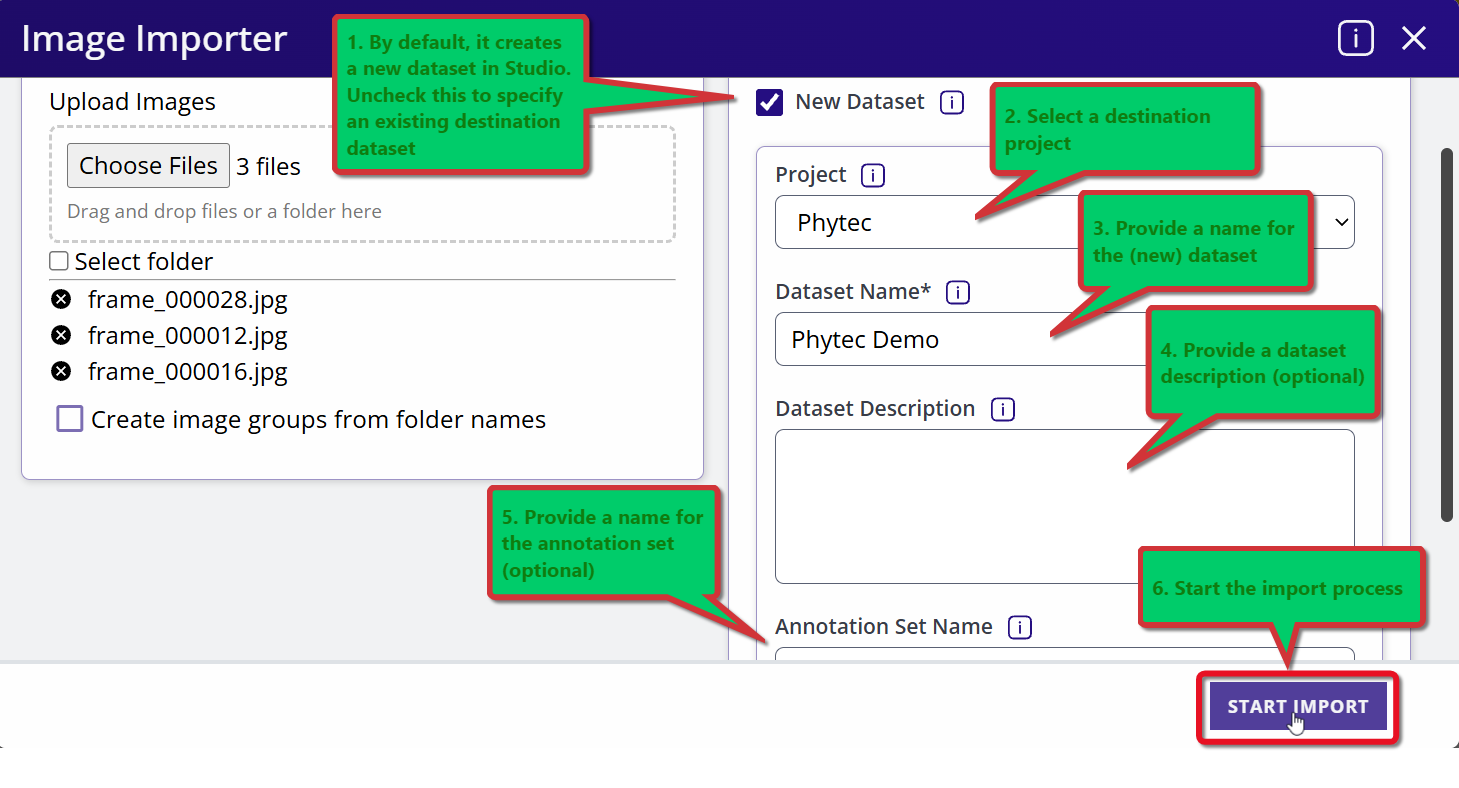 Image Importer
1. By default, it creates
a new dataset in Studio.
Uncheck this to specify
an existing destination
dataset
Upload Images
Choose Files 3 files
Drag and drop files or a folder here
Select folder
frame_000028.jpg
frame_000012.jpg
frame_000016.jpg
Create image groups from folder names
New Dataset i
2. Select a destination
project
Project i
Phytec
3. Provide a name for
the (new) dataset
Dataset Name* i
Phytec Demo
4. Provide a dataset
description (optional)
Dataset Description i
5. Provide a name for
the annotation set
(optional)
Annotation Set Name i
6. Start the import process
START IMPORT